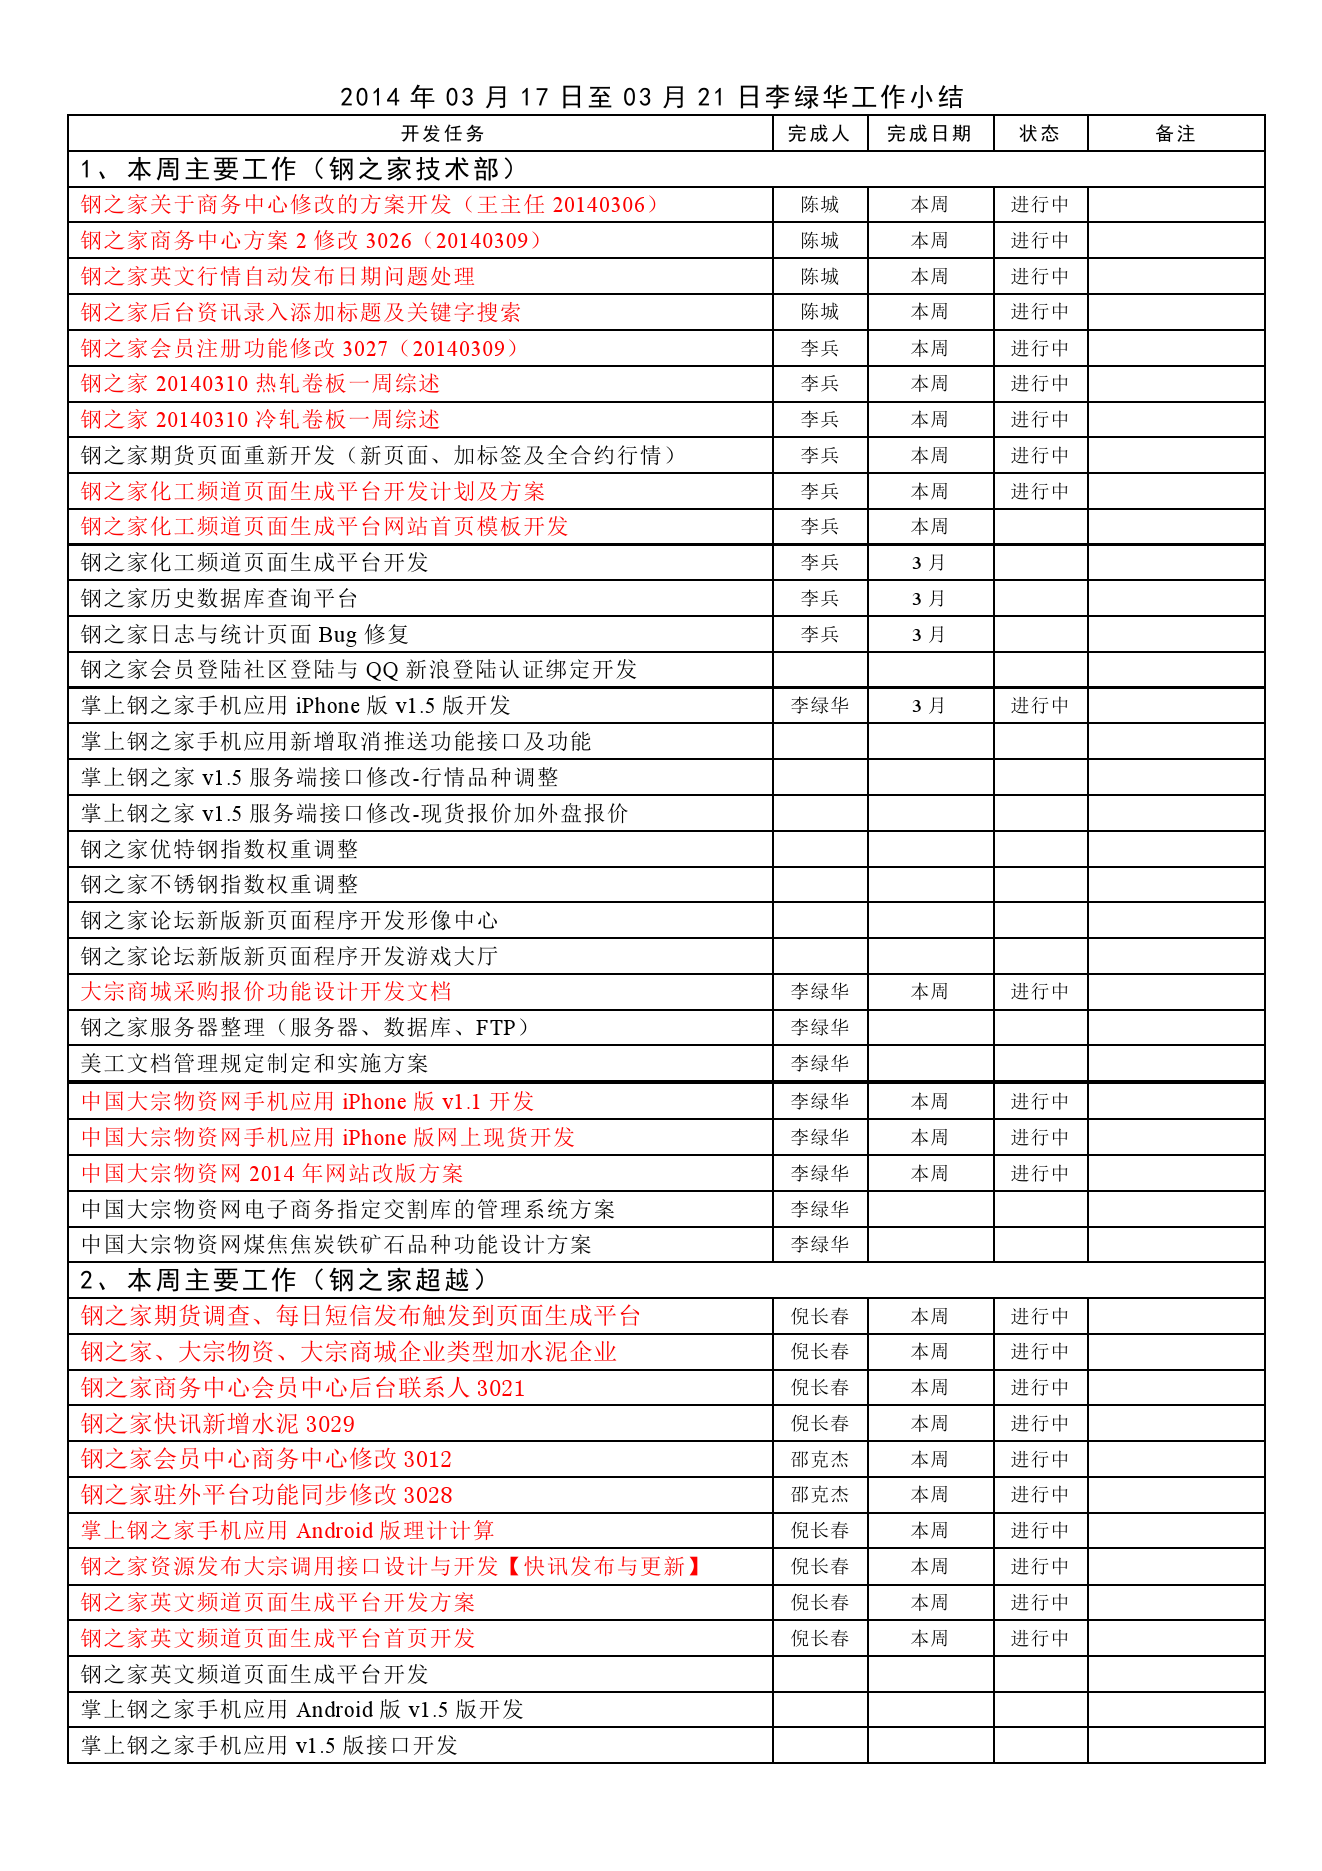 2014 年 03 月 17 日至 03 月 21 日李绿华工作小结
开发任务 完成人 完成日期 状态 备注
1、本周主要工作（钢之家技术部）
钢之家关于商务中心修改的方案开发（王主任 20140306） 陈城 本周 进行中
钢之家商务中心方案 2 修改 3026（20140309） 陈城 本周 进行中
钢之家英文行情自动发布日期问题处理 陈城 本周 进行中
钢之家后台资讯录入添加标题及关键字搜索 陈城 本周 进行中
钢之家会员注册功能修改 3027（20140309） 李兵 本周 进行中
钢之家 20140310 热轧卷板一周综述 李兵 本周 进行中
钢之家 20140310 冷轧卷板一周综述 李兵 本周 进行中
钢之家期货页面重新开发（新页面、加标签及全合约行情） 李兵 本周 进行中
钢之家化工频道页面生成平台开发计划及方案 李兵 本周 进行中
钢之家化工频道页面生成平台网站首页模板开发 李兵 本周
钢之家化工频道页面生成平台开发 李兵 3 月
钢之家历史数据库查询平台 李兵 3 月
钢之家日志与统计页面 Bug 修复 李兵 3 月
钢之家会员登陆社区登陆与 QQ 新浪登陆认证绑定开发
掌上钢之家手机应用 iPhone 版 v1.5 版开发 李绿华 3 月 进行中
掌上钢之家手机应用新增取消推送功能接口及功能
掌上钢之家 v1.5 服务端接口修改-行情品种调整
掌上钢之家 v1.5 服务端接口修改-现货报价加外盘报价
钢之家优特钢指数权重调整
钢之家不锈钢指数权重调整
钢之家论坛新版新页面程序开发形像中心
钢之家论坛新版新页面程序开发游戏大厅
大宗商城采购报价功能设计开发文档 李绿华 本周 进行中
钢之家服务器整理（服务器、数据库、FTP） 李绿华
美工文档管理规定制定和实施方案 李绿华
中国大宗物资网手机应用 iPhone 版 v1.1 开发 李绿华 本周 进行中
中国大宗物资网手机应用 iPhone 版网上现货开发 李绿华 本周 进行中
中国大宗物资网 2014 年网站改版方案 李绿华 本周 进行中
中国大宗物资网电子商务指定交割库的管理系统方案 李绿华
中国大宗物资网煤焦焦炭铁矿石品种功能设计方案 李绿华
2、本周主要工作（钢之家超越）
钢之家期货调查、每日短信发布触发到页面生成平台 倪长春 本周 进行中
钢之家、大宗物资、大宗商城企业类型加水泥企业 倪长春 本周 进行中
钢之家商务中心会员中心后台联系人 3021 倪长春 本周 进行中
钢之家快讯新增水泥 3029 倪长春 本周 进行中
钢之家会员中心商务中心修改 3012 邵克杰 本周 进行中
钢之家驻外平台功能同步修改 3028 邵克杰 本周 进行中
掌上钢之家手机应用 Android 版理计计算 倪长春 本周 进行中
钢之家资源发布大宗调用接口设计与开发【快讯发布与更新】 倪长春 本周 进行中
钢之家英文频道页面生成平台开发方案 倪长春 本周 进行中
钢之家英文频道页面生成平台首页开发 倪长春 本周 进行中
钢之家英文频道页面生成平台开发
掌上钢之家手机应用 Android 版 v1.5 版开发
掌上钢之家手机应用 v1.5 版接口开发